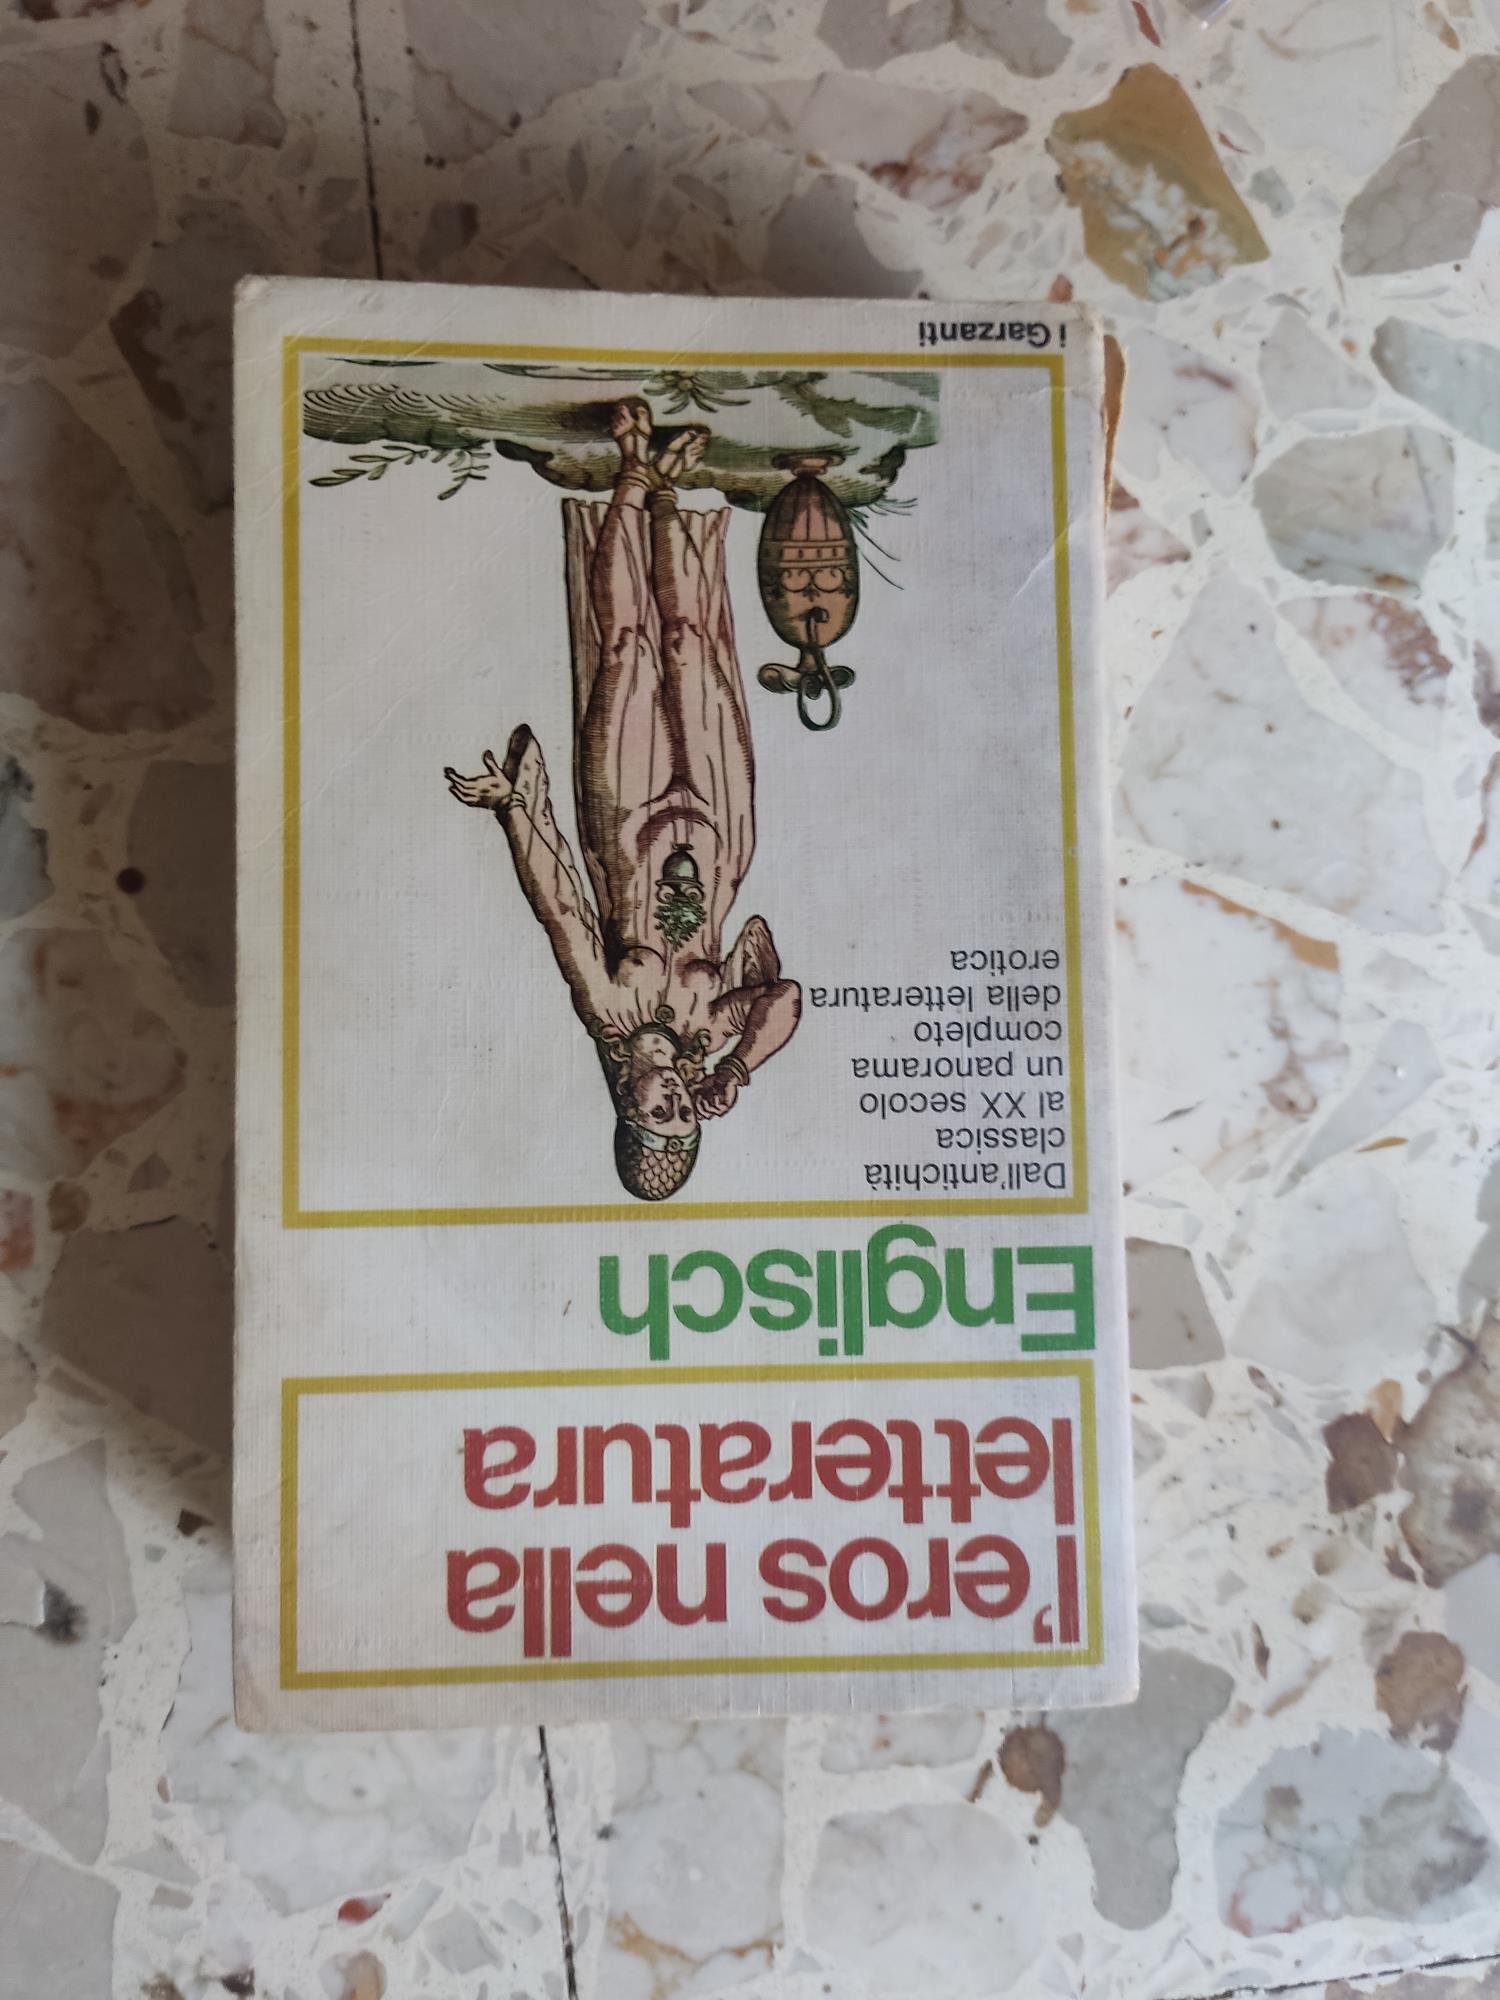 l'eros nella
letteratura
Englisch
Dall'antichità
classica
al XX secolo
un panorama
completo
della letteratura
erotica
i Garzanti